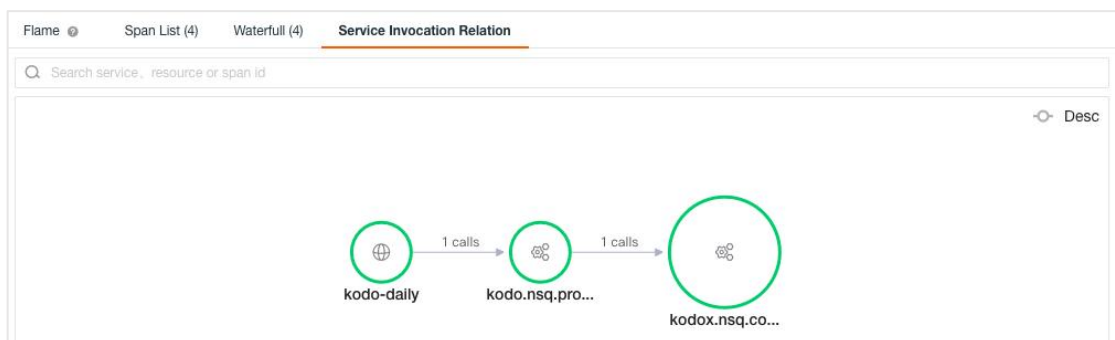 Flame Span List (4) Waterfull (4) Service Invocation Relation
Search service、resource or span id
Desc
1 calls 1 calls
kodo-daily kodo.nsq.pro...
kodox.nsq.co...